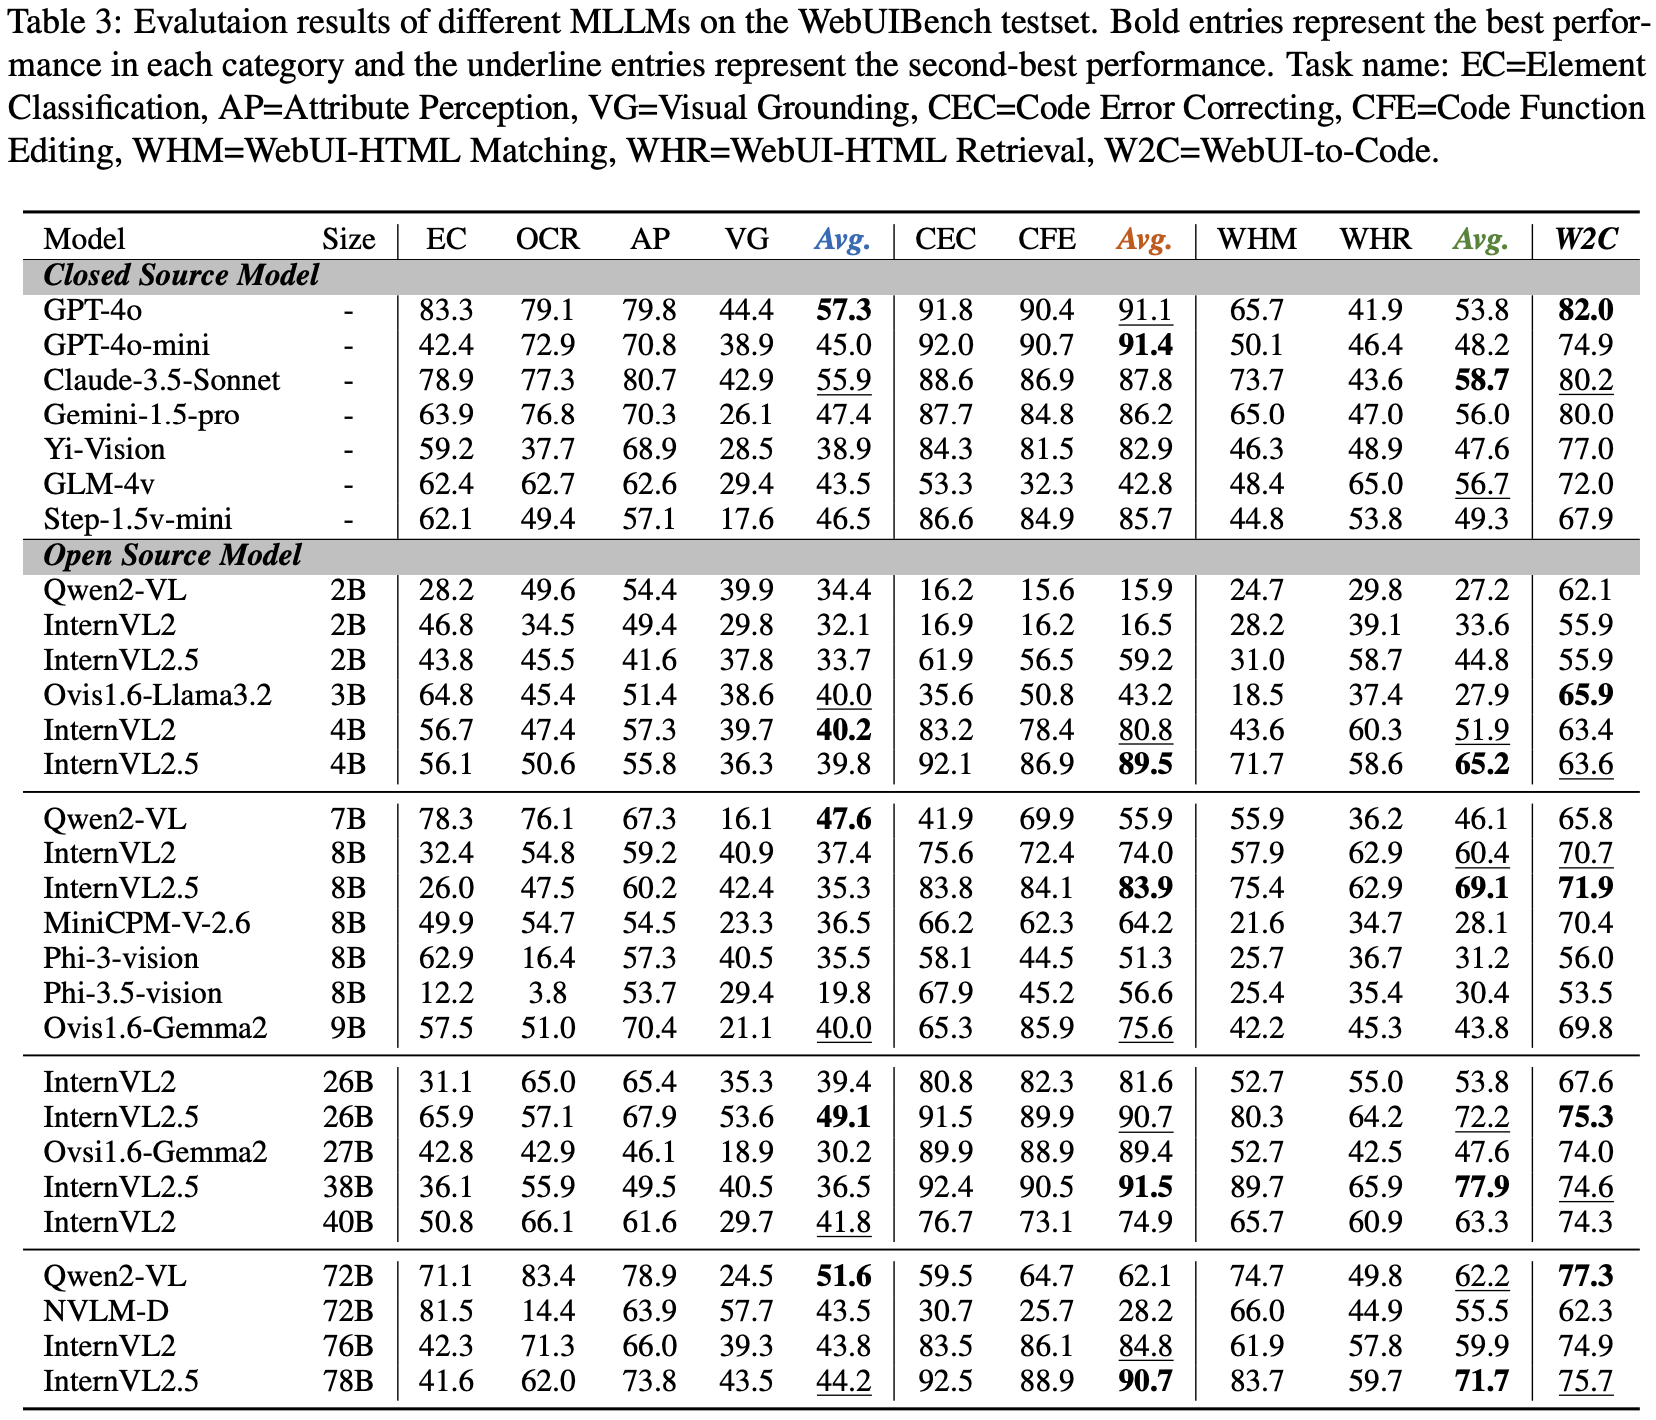 Table 3: Evalutaion results of different MLLMs on the WebUIBench testset. Bold entries represent the best perfor-
mance in each category and the underline entries represent the second-best performance. Task name: EC=Element
Classification, AP=Attribute Perception, VG=Visual Grounding, CEC=Code Error Correcting, CFE=Code Function
Editing, WHM=WebUI-HTML Matching, WHR=WebUI-HTML Retrieval, W2C=WebUI-to-Code.
Model Size EC OCR AP VG Avg. CEC CFE Avg. WHM WHR Avg. W2C
Closed Source Model
GPT-4o - 83.3 79.1 79.8 44.4 57.3 91.8 90.4 91.1 65.7 41.9 53.8 82.0
GPT-4o-mini - 42.4 72.9 70.8 38.9 45.0 92.0 90.7 91.4 50.1 46.4 48.2 74.9
Claude-3.5-Sonnet - 78.9 77.3 80.7 42.9 55.9 88.6 86.9 87.8 73.7 43.6 58.7 80.2
Gemini-1.5-pro - 63.9 76.8 70.3 26.1 47.4 87.7 84.8 86.2 65.0 47.0 56.0 80.0
Yi-Vision - 59.2 37.7 68.9 28.5 38.9 84.3 81.5 82.9 46.3 48.9 47.6 77.0
GLM-4v - 62.4 62.7 62.6 29.4 43.5 53.3 32.3 42.8 48.4 65.0 56.7 72.0
Step-1.5v-mini - 62.1 49.4 57.1 17.6 46.5 86.6 84.9 85.7 44.8 53.8 49.3 67.9
Open Source Model
Qwen2-VL 2B 28.2 49.6 54.4 39.9 34.4 16.2 15.6 15.9 24.7 29.8 27.2 62.1
InternVL2 2B 46.8 34.5 49.4 29.8 32.1 16.9 16.2 16.5 28.2 39.1 33.6 55.9
InternVL2.5 2B 43.8 45.5 41.6 37.8 33.7 61.9 56.5 59.2 31.0 58.7 44.8 55.9
Ovis1.6-Llama3.2 3B 64.8 45.4 51.4 38.6 40.0 35.6 50.8 43.2 18.5 37.4 27.9 65.9
InternVL2 4B 56.7 47.4 57.3 39.7 40.2 83.2 78.4 80.8 43.6 60.3 51.9 63.4
InternVL2.5 4B 56.1 50.6 55.8 36.3 39.8 92.1 86.9 89.5 71.7 58.6 65.2 63.6
Qwen2-VL 7B 78.3 76.1 67.3 16.1 47.6 41.9 69.9 55.9 55.9 36.2 46.1 65.8
InternVL2 8B 32.4 54.8 59.2 40.9 37.4 75.6 72.4 74.0 57.9 62.9 60.4 70.7
InternVL2.5 8B 26.0 47.5 60.2 42.4 35.3 83.8 84.1 83.9 75.4 62.9 69.1 71.9
MiniCPM-V-2.6 8B 49.9 54.7 54.5 23.3 36.5 66.2 62.3 64.2 21.6 34.7 28.1 70.4
Phi-3-vision 8B 62.9 16.4 57.3 40.5 35.5 58.1 44.5 51.3 25.7 36.7 31.2 56.0
Phi-3.5-vision 8B 12.2 3.8 53.7 29.4 19.8 67.9 45.2 56.6 25.4 35.4 30.4 53.5
Ovis1.6-Gemma2 9B 57.5 51.0 70.4 21.1 40.0 65.3 85.9 75.6 42.2 45.3 43.8 69.8
InternVL2 26B 31.1 65.0 65.4 35.3 39.4 80.8 82.3 81.6 52.7 55.0 53.8 67.6
InternVL2.5 26B 65.9 57.1 67.9 53.6 49.1 91.5 89.9 90.7 80.3 64.2 72.2 75.3
Ovsi1.6-Gemma2 27B 42.8 42.9 46.1 18.9 30.2 89.9 88.9 89.4 52.7 42.5 47.6 74.0
InternVL2.5 38B 36.1 55.9 49.5 40.5 36.5 92.4 90.5 91.5 89.7 65.9 77.9 74.6
InternVL2 40B 50.8 66.1 61.6 29.7 41.8 76.7 73.1 74.9 65.7 60.9 63.3 74.3
Qwen2-VL 72B 71.1 83.4 78.9 24.5 51.6 59.5 64.7 62.1 74.7 49.8 62.2 77.3
NVLM-D 72B 81.5 14.4 63.9 57.7 43.5 30.7 25.7 28.2 66.0 44.9 55.5 62.3
InternVL2 76B 42.3 71.3 66.0 39.3 43.8 83.5 86.1 84.8 61.9 57.8 59.9 74.9
InternVL2.5 78B 41.6 62.0 73.8 43.5 44.2 92.5 88.9 90.7 83.7 59.7 71.7 75.7